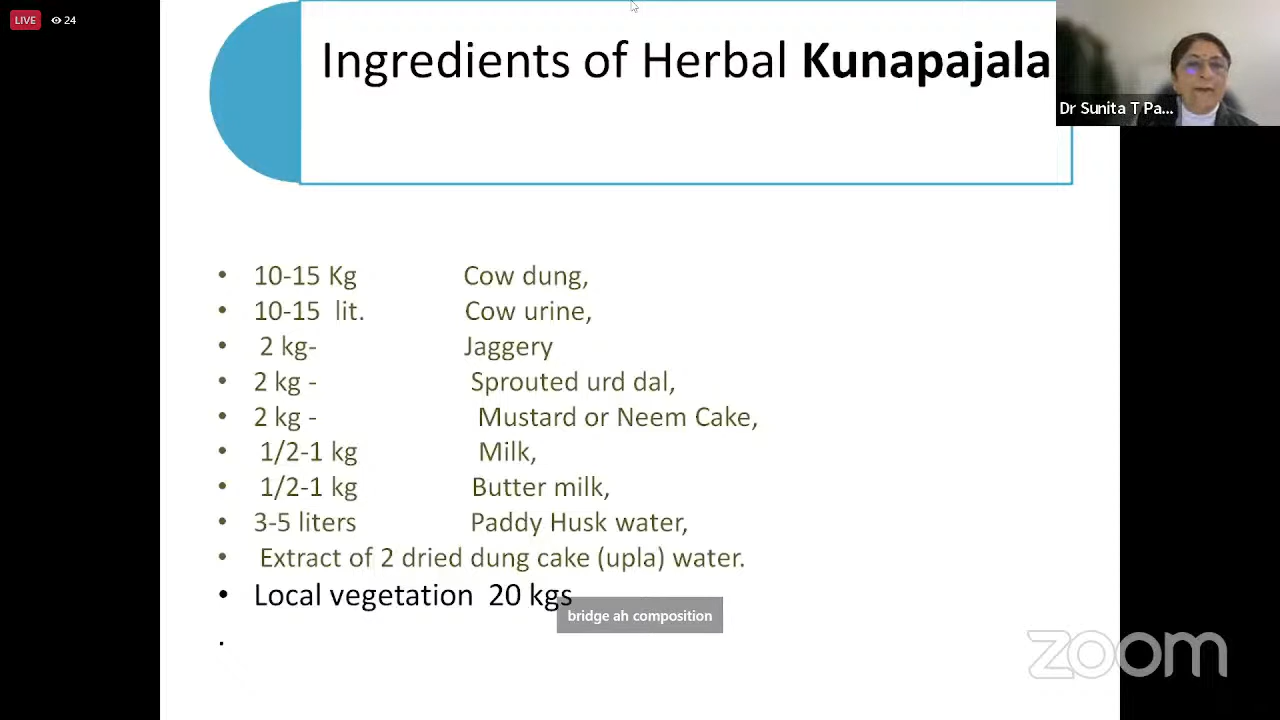 LIVE 24
Ingredients of Herbal Kunapajala
Dr Sunita T Pa...
• 10-15 Kg Cow dung,
• 10-15 lit. Cow urine,
• 2 kg- Jaggery
• 2 kg - Sprouted urd dal,
• 2 kg - Mustard or Neem Cake,
• 1/2-1 kg Milk,
• 1/2-1 kg Butter milk,
• 3-5 liters Paddy Husk water,
• Extract of 2 dried dung cake (upla) water.
• Local vegetation 20 kgs
bridge ah composition
.
zoom